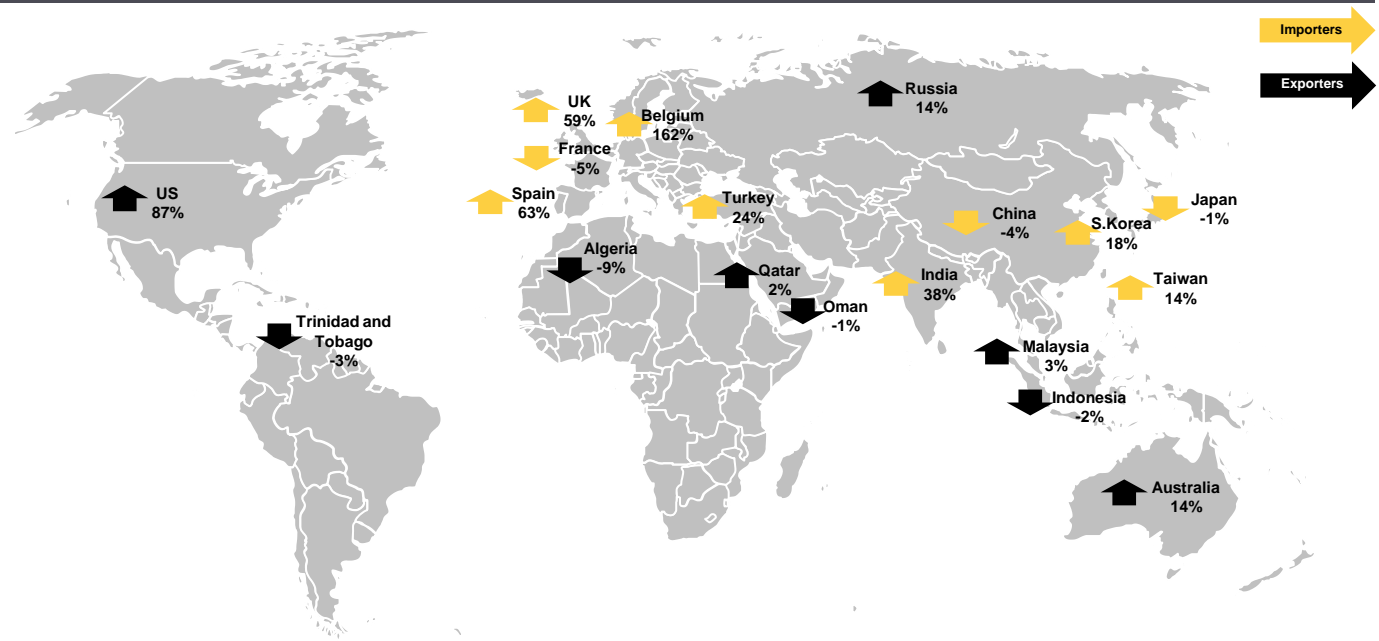 Importers
Exporters
Russia
14%
UK
59%
Belgium
162%
France
-5%
US
87%
Spain
63%
Turkey
24%
China
-4%
S.Korea
18%
Japan
-1%
Algeria
-9%
Qatar
2%
India
38%
Taiwan
14%
Oman
-1%
Trinidad and
Tobago
-3%
Malaysia
3%
Indonesia
-2%
Australia
14%